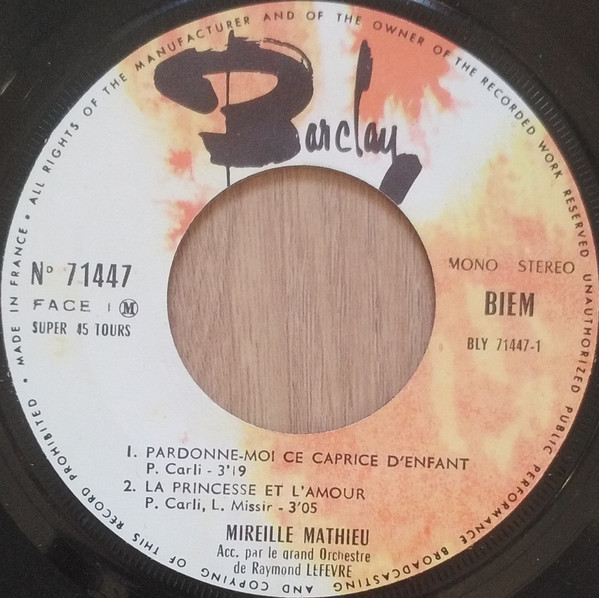 Barclay
Nº 71447
FACE 1 M
SUPER 45 TOURS
MONO STEREO
BIEM
BLY 71447-1
1. PARDONNE-MOI CE CAPRICE D'ENFANT
P. Carli - 3'19
2. LA PRINCESSE ET L'AMOUR
P. Carli, L. Missir - 3'05
MIREILLE MATHIEU
Acc. par le grand Orchestre
de Raymond LEFEVRE
• MADE IN FRANCE • ALL RIGHTS OF THE MANUFACTURER AND OF THE OWNER OF THE RECORDED WORK RESERVED UNAUTHORIZED PUBLIC PERFORMANCE BROADCASTING AND COPYING OF THIS RECORD PROHIBITED